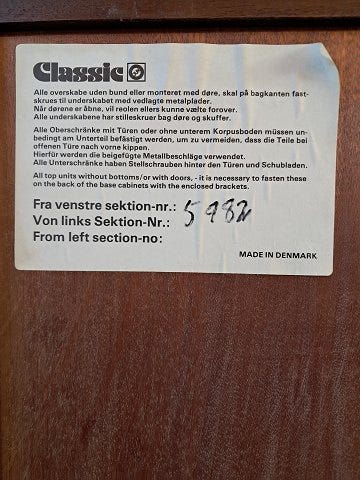 Classic
Alle overskabe uden bund eller monteret med døre, skal på bagkanten fast-
skrues til underskabet med vedlagte metalplader.
Når dørene er åbne, vil reolen ellers kunne vælte forover.
Alle underskabene har stilleskruer bag døre og skuffer.
Alle Oberschränke mit Türen oder ohne unterem Korpusboden müssen un-
bedingt am Unterteil befästigt werden, um zu vermeiden, dass die Teile bei
offenen Türe nach vorne kippen.
Hierfür werden die beigefügte Metallbeschläge verwendet.
Alle Unterschränke haben Stellschrauben hinter den Türen und Schubladen.
All top units without bottoms/or with doors, - it is necessary to fasten these
on the back of the base cabinets with the enclosed brackets.
Fra venstre sektion-nr.: 5 982
Von links Sektion-Nr.:
From left section-no:
MADE IN DENMARK